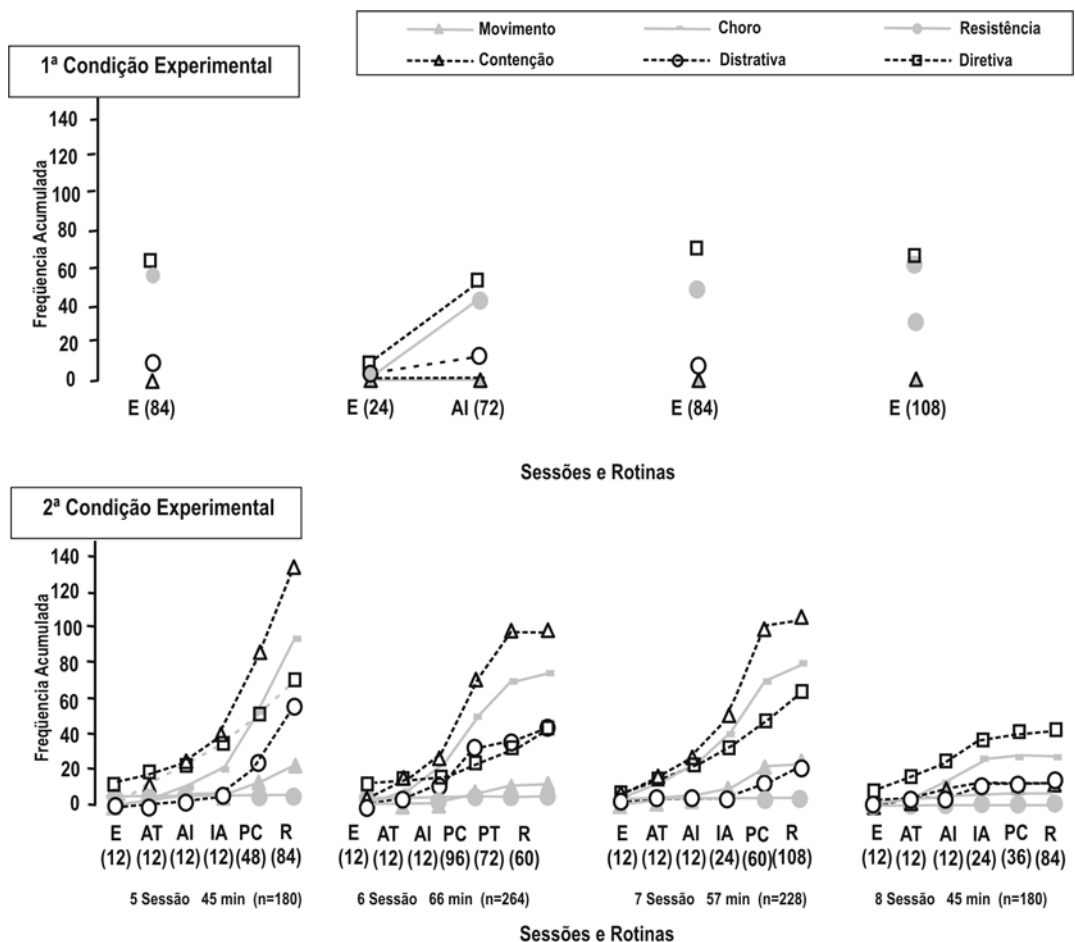 Movimento Choro Resistência
Contenção Distrativa Diretiva
1ª Condição Experimental
Freqüencia Acumulada
140
120
100
80
60
40
20
0
E (84) E (24) AI (72) E (84) E (108)
Sessões e Rotinas
2ª Condição Experimental
Freqüencia Acumulada
140
120
100
80
60
40
20
0
E AT AI IA PC R
(12) (12) (12) (12) (48) (84)
5 Sessão 45 min (n=180)
E AT AI PC PT R
(12) (12) (12) (96) (72) (60)
6 Sessão 66 min (n=264)
E AT AI IA PC R
(12) (12) (12) (24) (60) (108)
7 Sessão 57 min (n=228)
E AT AI IA PC R
(12) (12) (12) (24) (36) (84)
8 Sessão 45 min (n=180)
Sessões e Rotinas